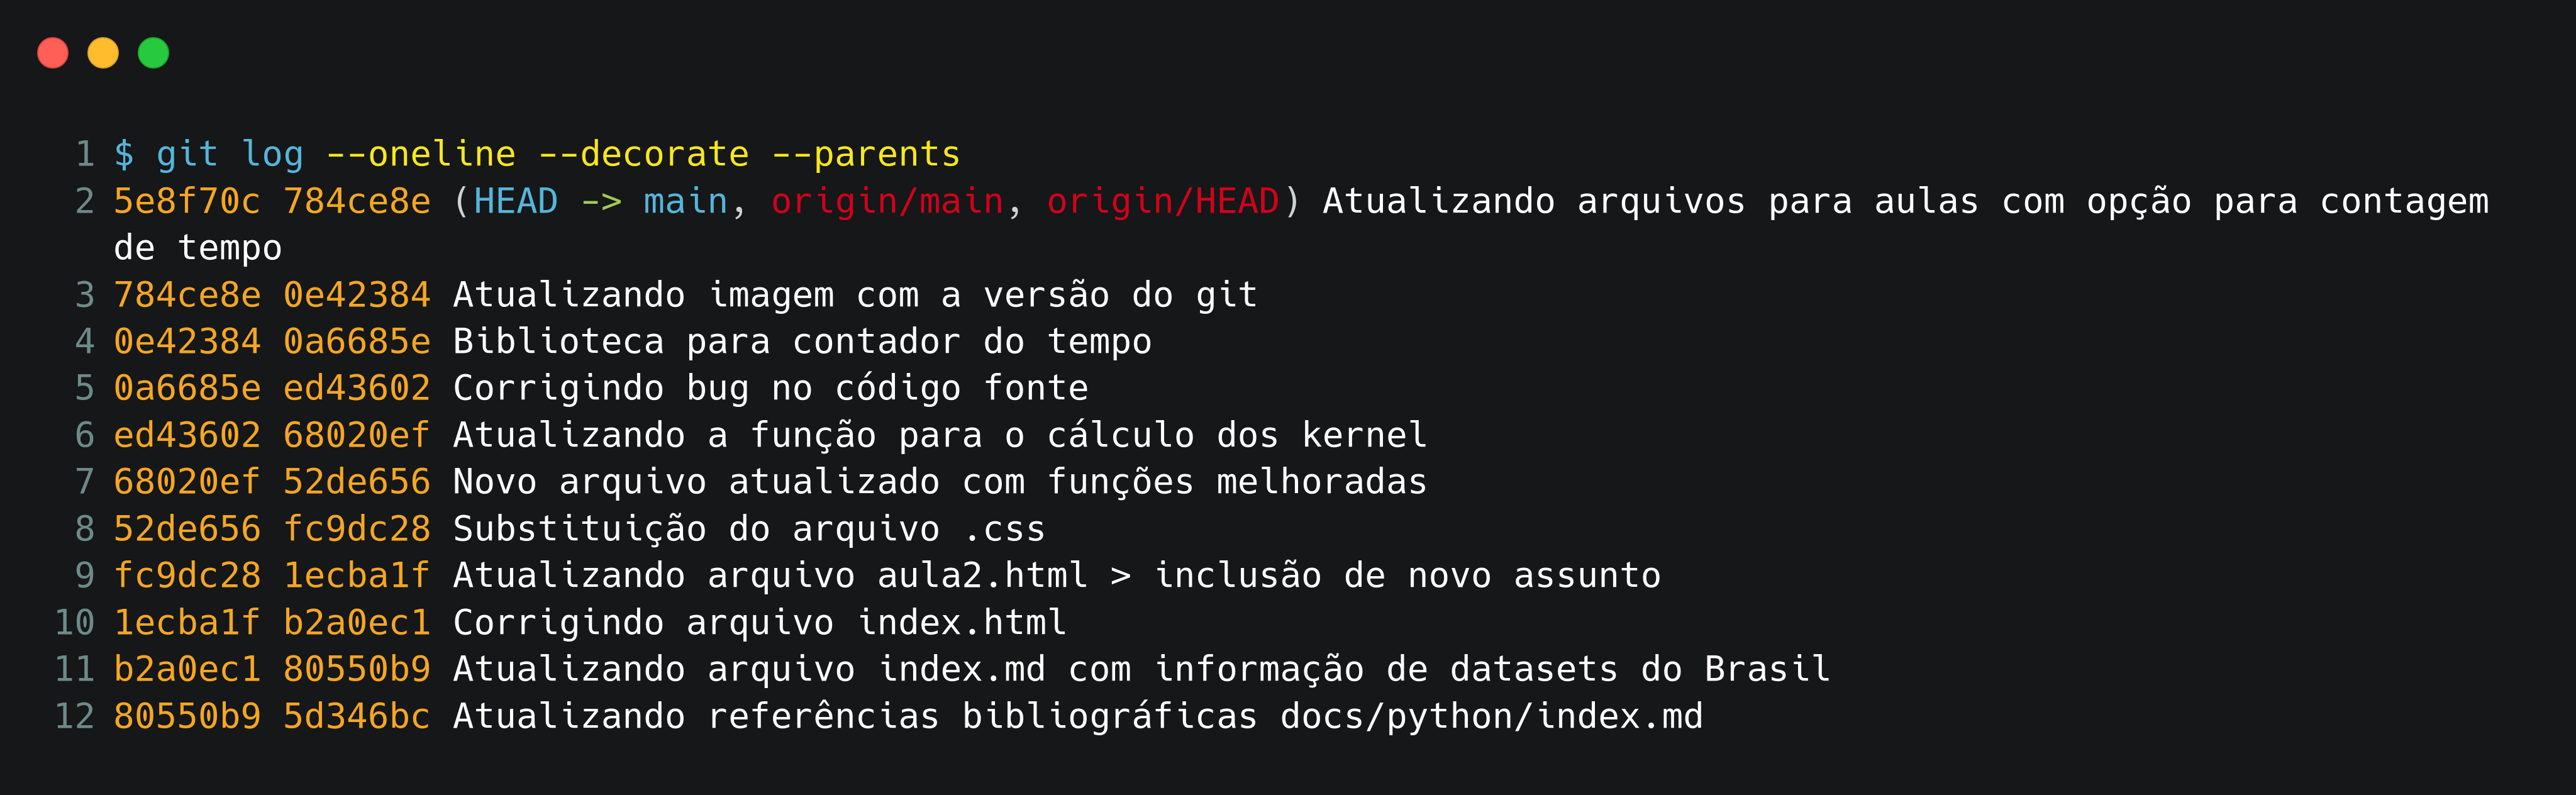 1 $ git log --oneline --decorate --parents
2 5e8f70c 784ce8e (HEAD -> main, origin/main, origin/HEAD) Atualizando arquivos para aulas com opção para contagem
de tempo
3 784ce8e 0e42384 Atualizando imagem com a versão do git
4 0e42384 0a6685e Biblioteca para contador do tempo
5 0a6685e ed43602 Corrigindo bug no código fonte
6 ed43602 68020ef Atualizando a função para o cálculo dos kernel
7 68020ef 52de656 Novo arquivo atualizado com funções melhoradas
8 52de656 fc9dc28 Substituição do arquivo .css
9 fc9dc28 1ecba1f Atualizando arquivo aula2.html > inclusão de novo assunto
10 1ecba1f b2a0ec1 Corrigindo arquivo index.html
11 b2a0ec1 80550b9 Atualizando arquivo index.md com informação de datasets do Brasil
12 80550b9 5d346bc Atualizando referências bibliográficas docs/python/index.md